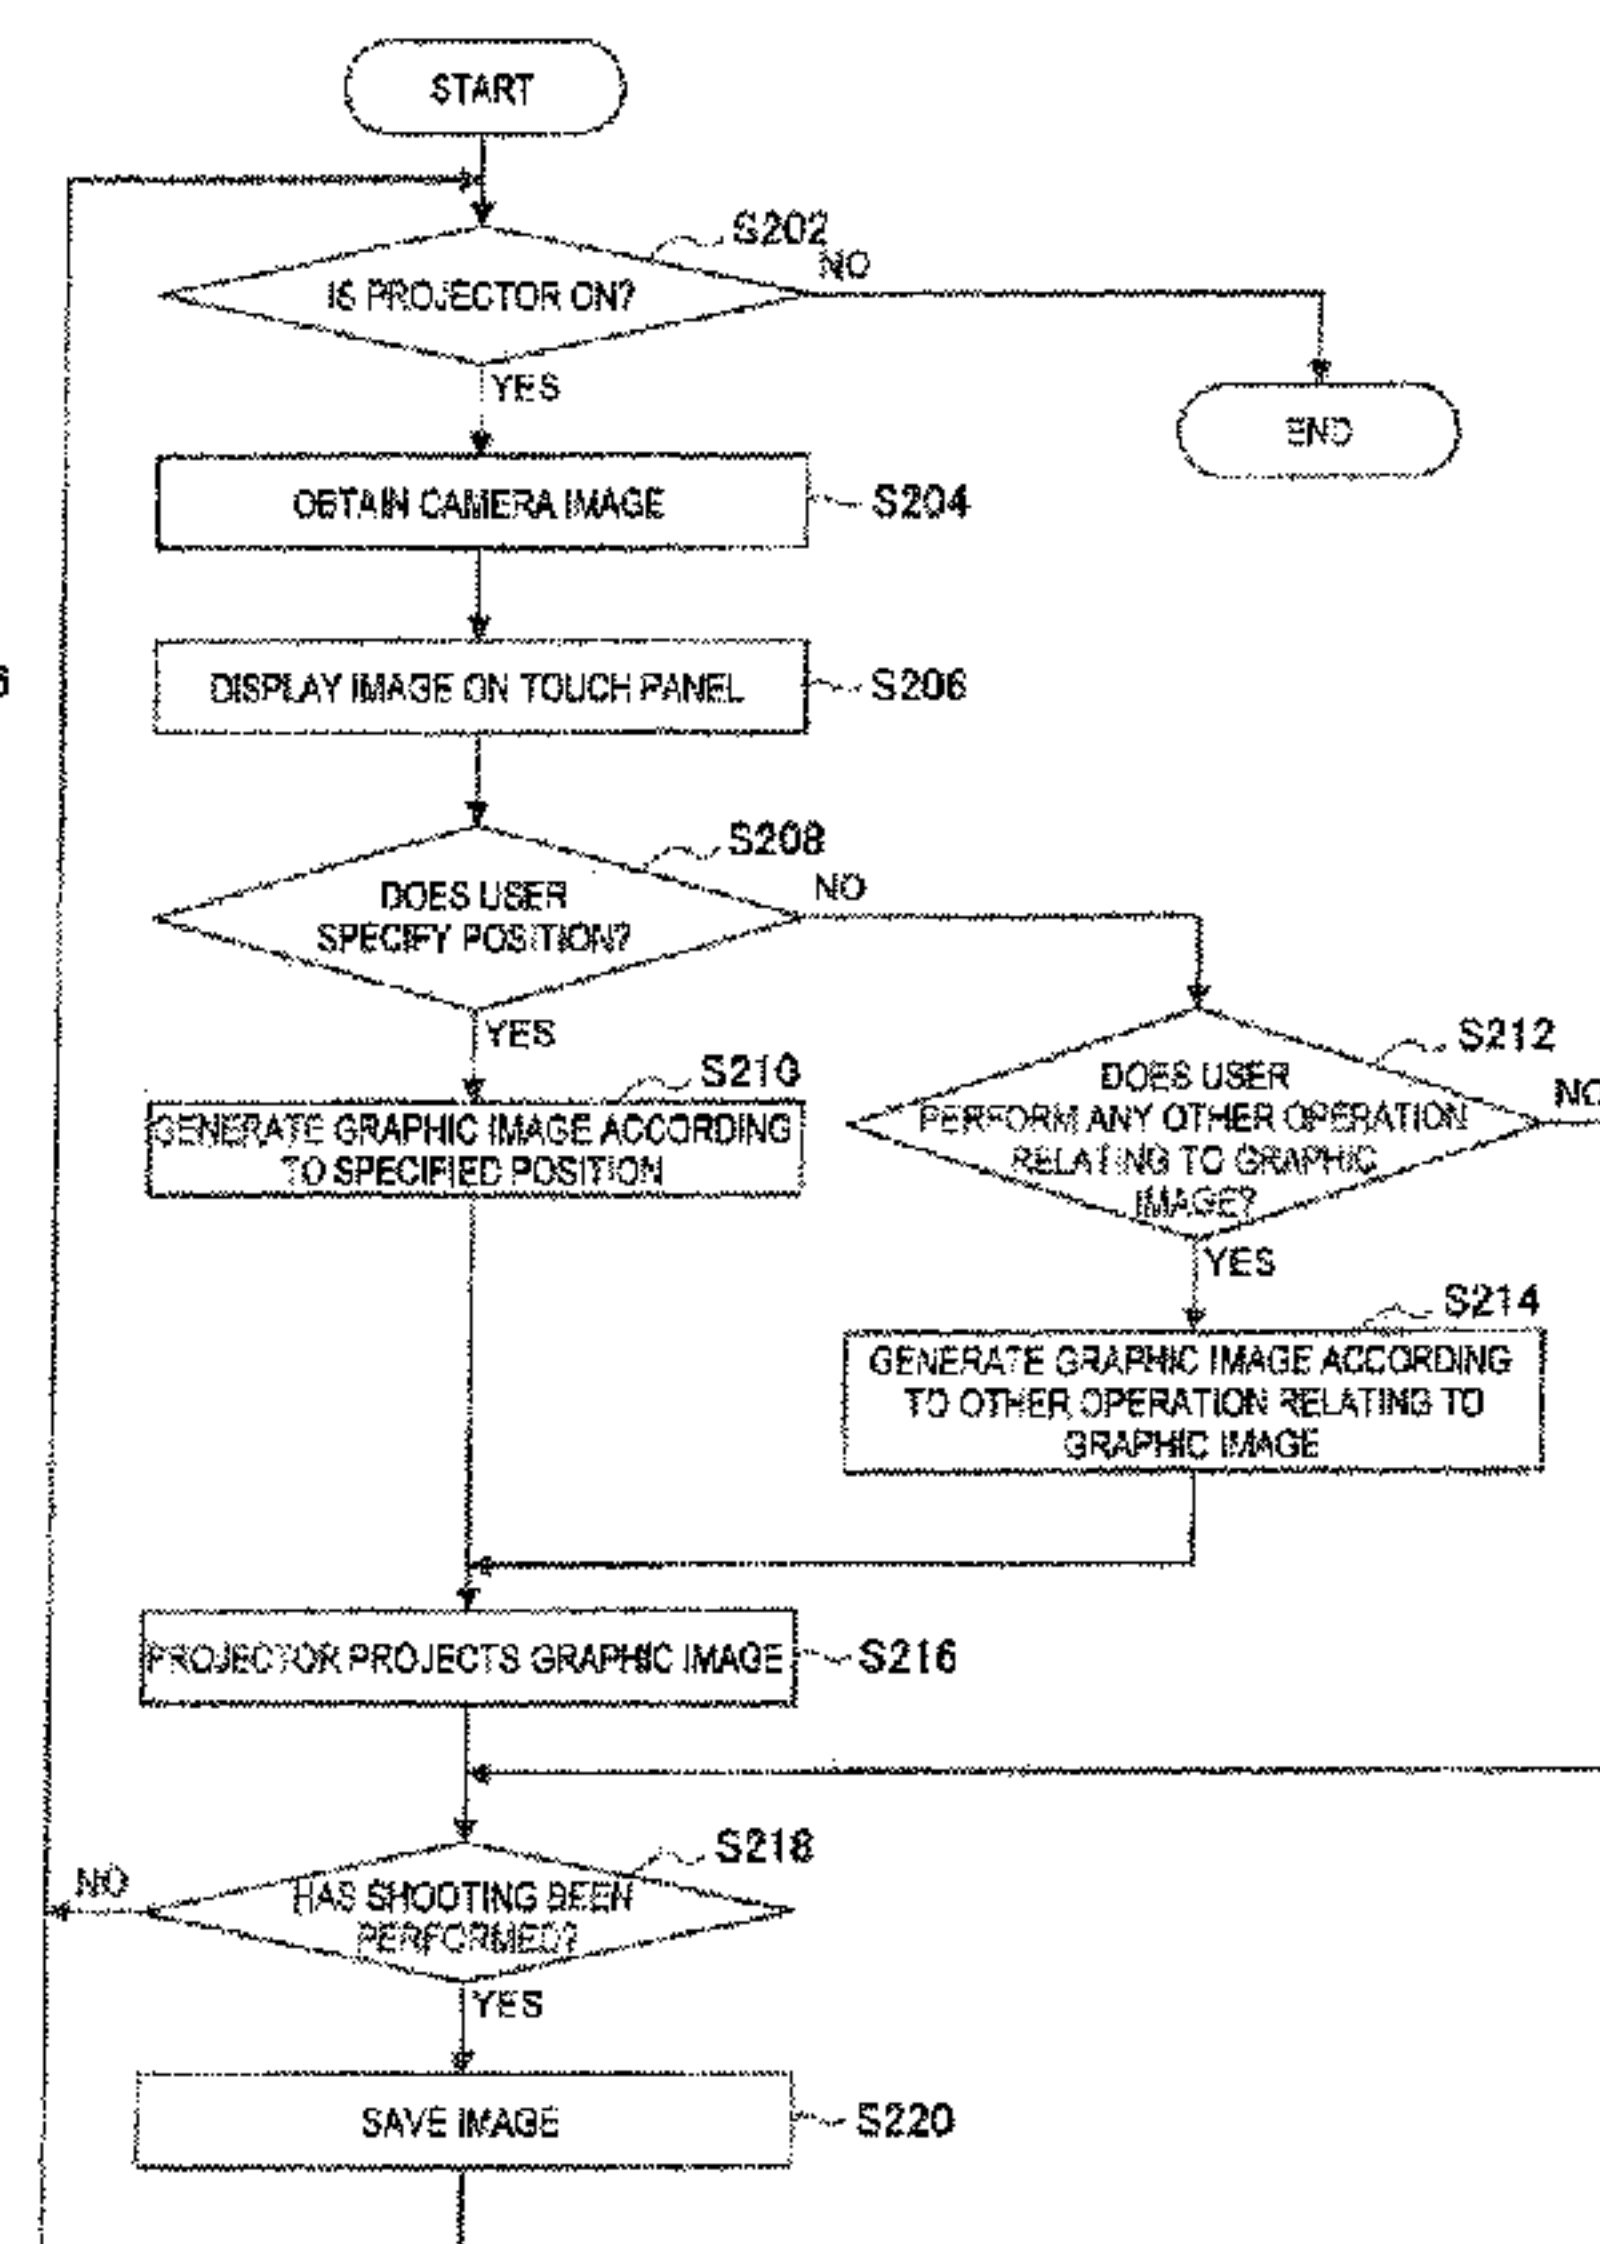 START
S202
NO
IS PROJECTOR ON?
YES
END
OBTAIN CAMERA IMAGE
S204
DISPLAY IMAGE ON TOUCH PANEL
S206
S208
NO
DOES USER
SPECIFY POSITION?
YES
S210
GENERATE GRAPHIC IMAGE ACCORDING
TO SPECIFIED POSITION
S212
NO
DOES USER
PERFORM ANY OTHER OPERATION
RELATING TO GRAPHIC
IMAGE?
YES
S214
GENERATE GRAPHIC IMAGE ACCORDING
TO OTHER OPERATION RELATING TO
GRAPHIC IMAGE
PROJECTOR PROJECTS GRAPHIC IMAGE
S216
S218
NO
HAS SHOOTING BEEN
PERFORMED?
YES
SAVE IMAGE
S220